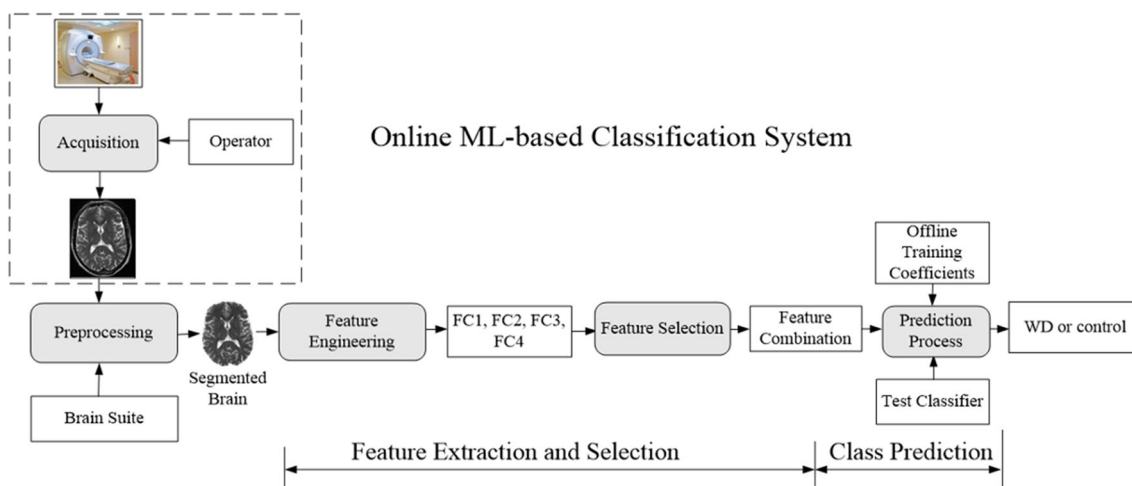 Acquisition
Operator
Online ML-based Classification System
Offline
Training
Coefficients
Preprocessing
Segmented
Brain
Feature
Engineering
FC1, FC2, FC3,
FC4
Feature Selection
Feature
Combination
Prediction
Process
WD or control
Brain Suite
Test Classifier
Feature Extraction and Selection
Class Prediction